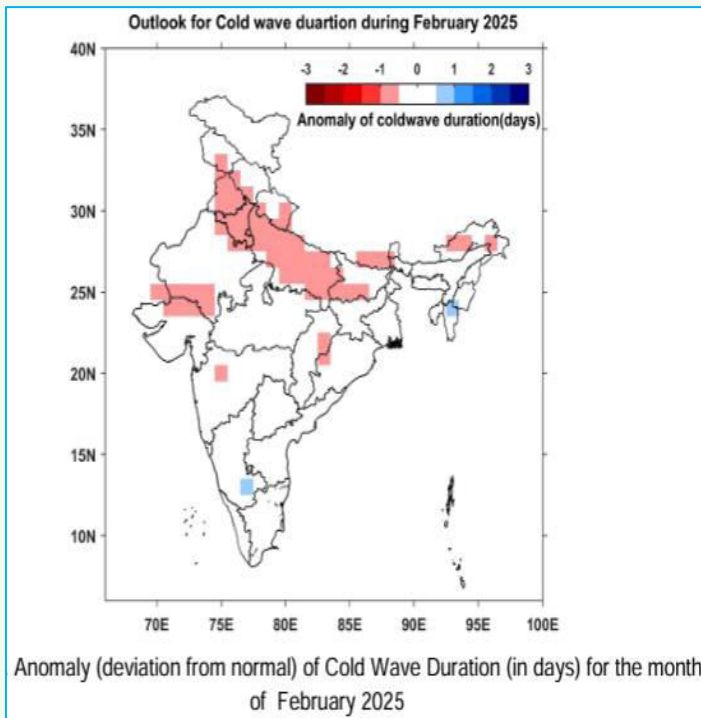 Outlook for Cold wave duartion during February 2025
40N
-3 -2 -1 0 1 2 3
Anomaly of coldwave duration(days)
35N
30N
25N
20N
15N
10N
70E 75E 80E 85E 90E 95E 100E
Anomaly (deviation from normal) of Cold Wave Duration (in days) for the month
of February 2025